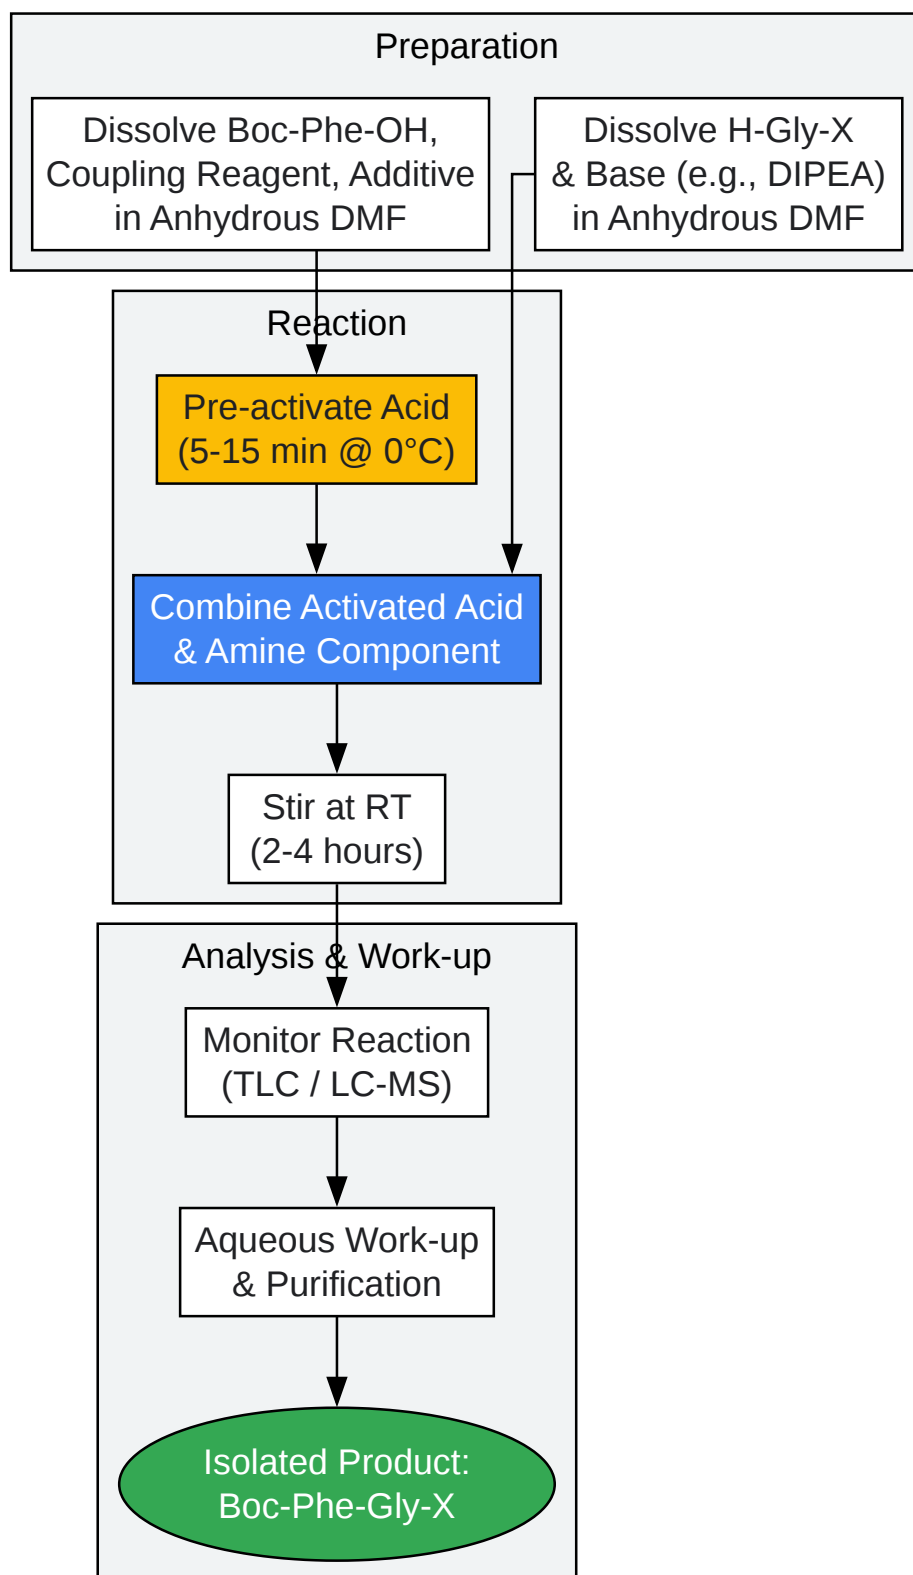 Preparation
Dissolve Boc-Phe-OH,
Coupling Reagent, Additive
in Anhydrous DMF
Dissolve H-Gly-X
& Base (e.g., DIPEA)
in Anhydrous DMF
Reaction
Pre-activate Acid
(5-15 min @ 0°C)
Combine Activated Acid
& Amine Component
Stir at RT
(2-4 hours)
Analysis & Work-up
Monitor Reaction
(TLC / LC-MS)
Aqueous Work-up
& Purification
Isolated Product:
Boc-Phe-Gly-X